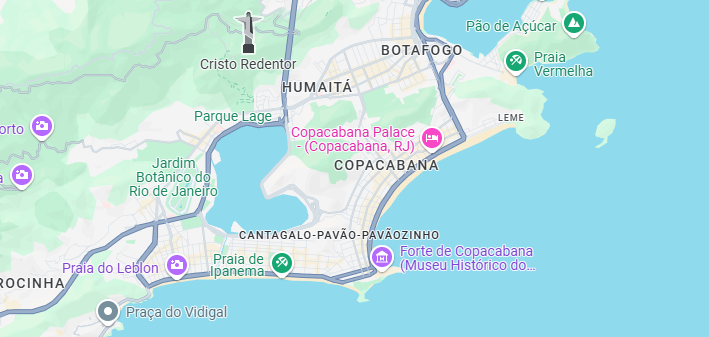 BOTAFOGO
Pão de Açúcar
Praia
Vermelha
Cristo Redentor
HUMAITÁ
Parque Lage
LEME
orto
Copacabana Palace
- (Copacabana, RJ)
COPACABANA
Jardim
Botânico do
Rio de Janeiro
a
CANTAGALO-PAVÃO-PAVÃOZINHO
Praia do Leblon
Praia de
Ipanema
Forte de Copacabana
(Museu Histórico do...
ROCINHA
Praça do Vidigal